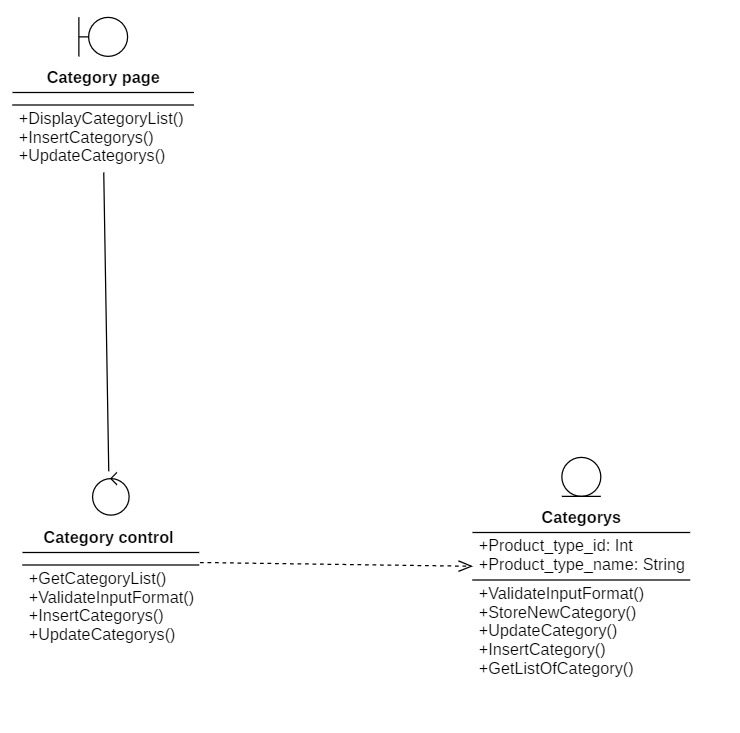 Category page
+DisplayCategoryList()
+InsertCategorys()
+UpdateCategorys()
Category control
+GetCategoryList()
+ValidateInputFormat()
+InsertCategorys()
+UpdateCategorys()
Categorys
+Product_type_id: Int
+Product_type_name: String
+ValidateInputFormat()
+StoreNewCategory()
+UpdateCategory()
+InsertCategory()
+GetListOfCategory()